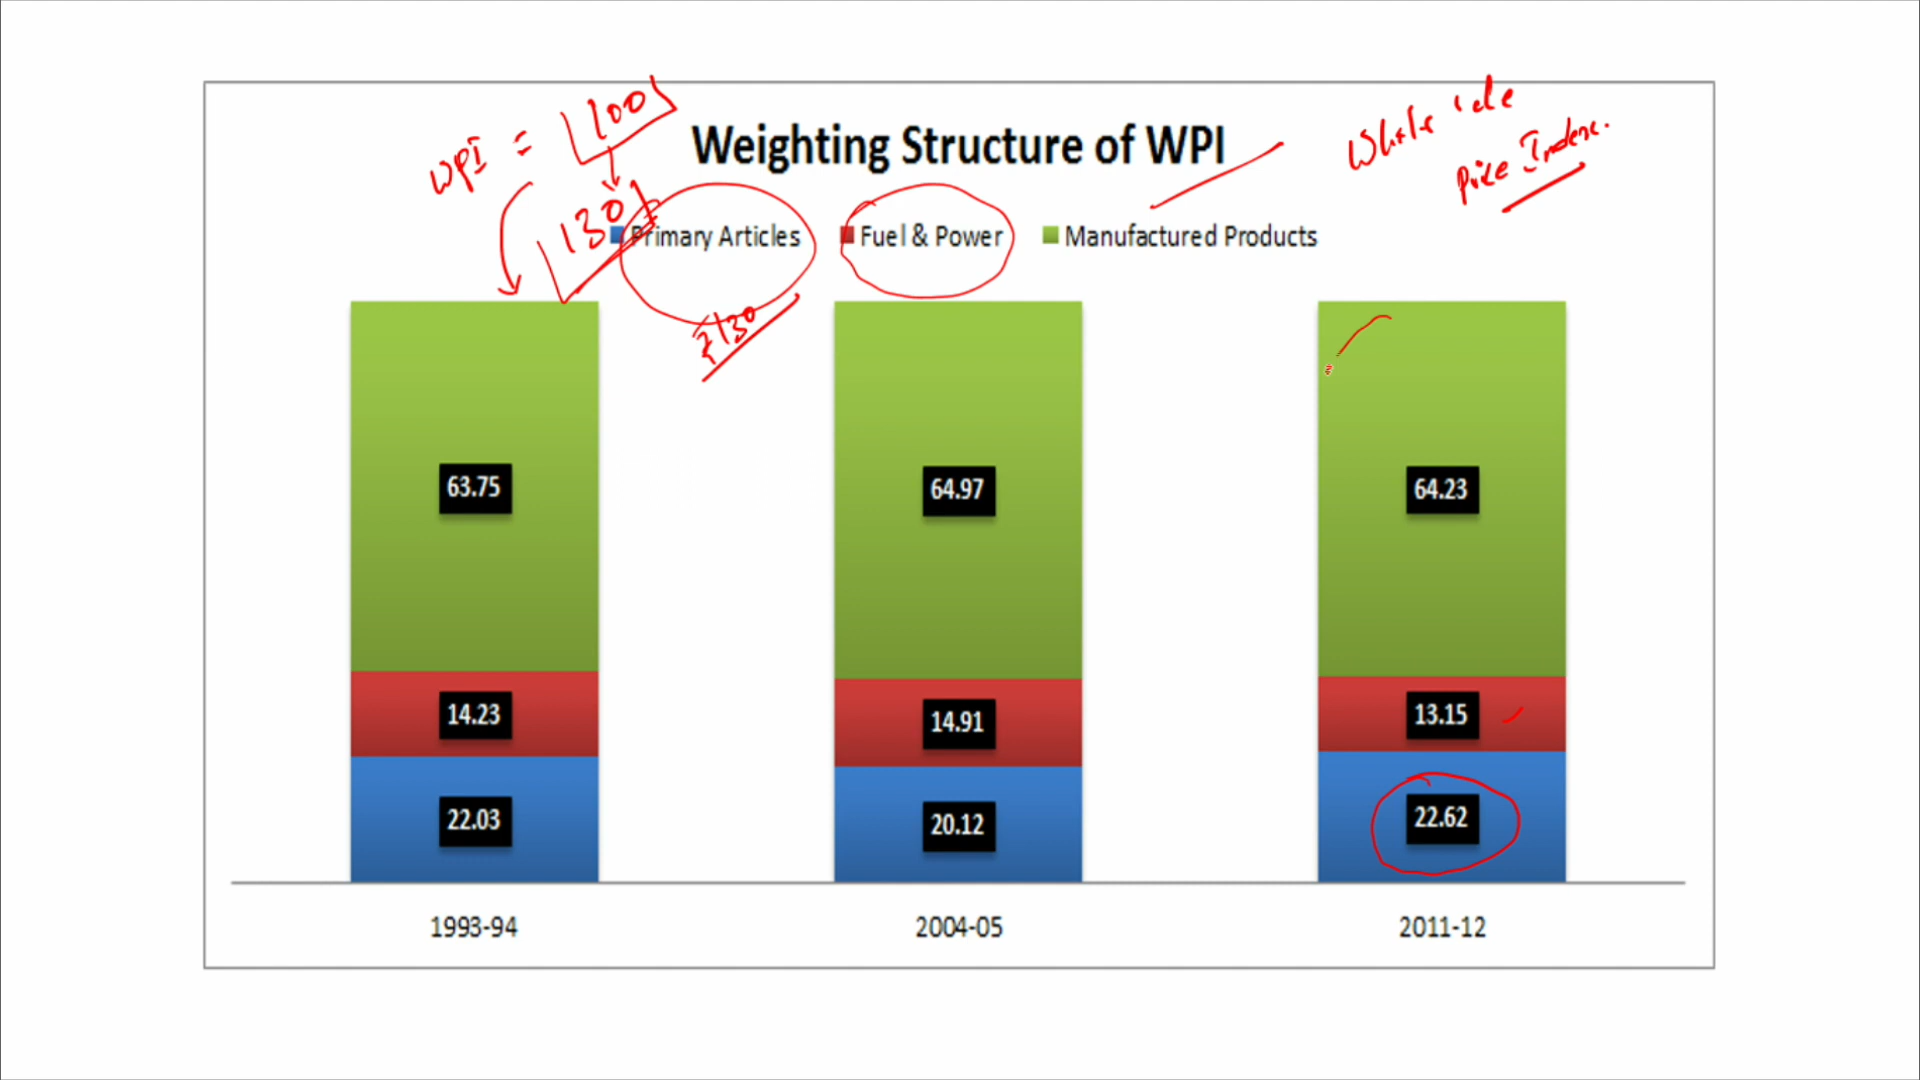 WPI = 100
130
Wholesale
Price Index.
Weighting Structure of WPI
Primary Articles Fuel & Power Manufactured Products
₹130
63.75 64.97 64.23
14.23 14.91 13.15
22.03 20.12 22.62
1993-94 2004-05 2011-12